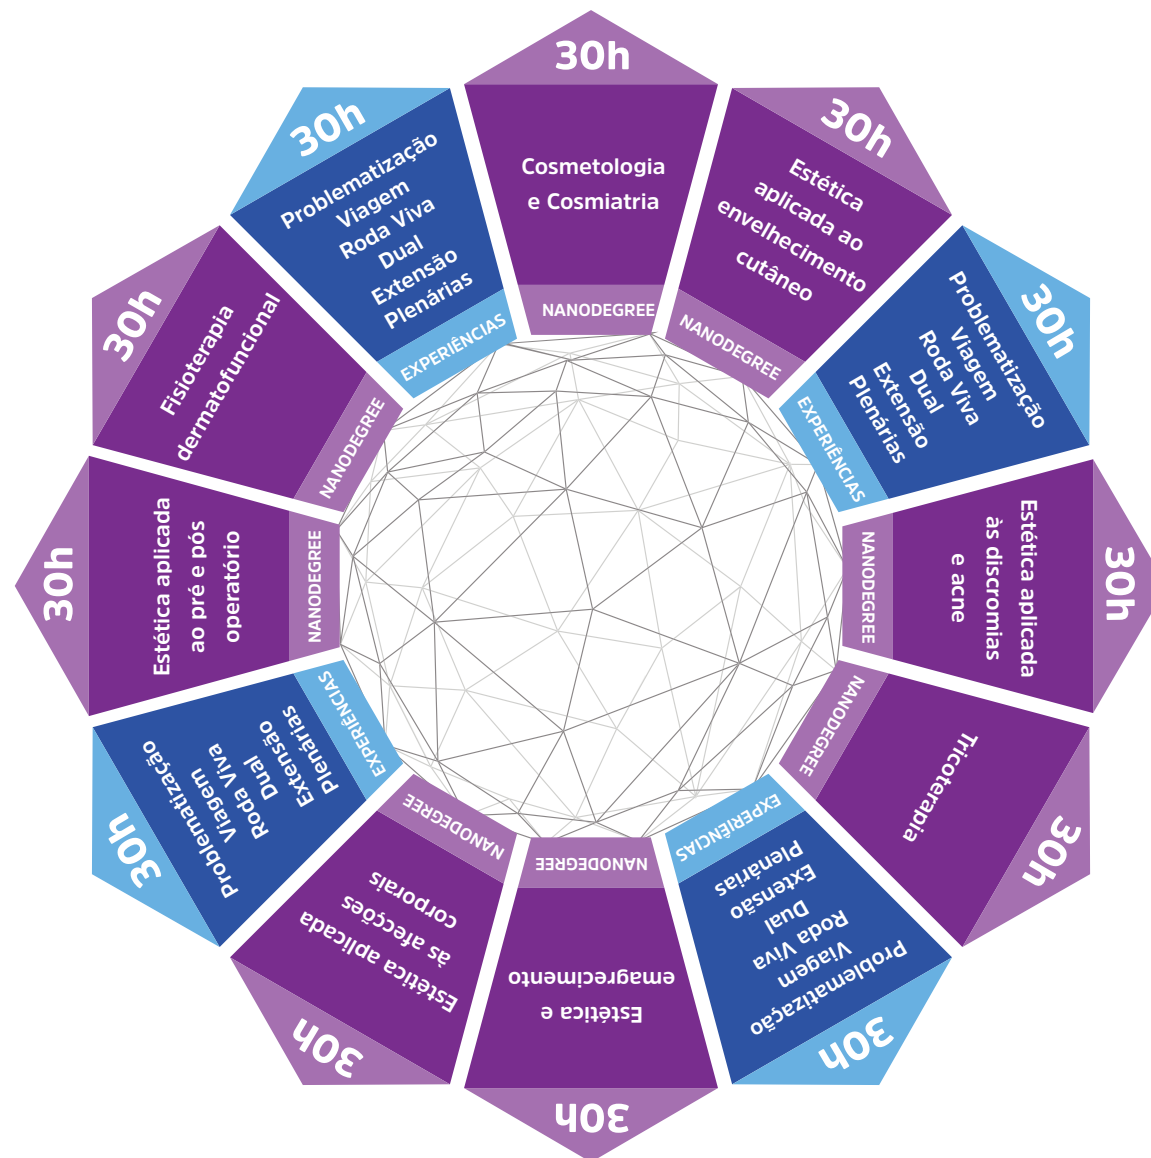 30h
Cosmetologia
e Cosmiatria
NANODEGREE
30h
Estética
aplicada ao
envelhecimento
cutâneo
NANODEGREE
30h
Problematização
Viagem
Roda Viva
Dual
Extensão
Plenárias
EXPERIÊNCIAS
30h
Estética aplicada
às discromias
e acne
NANODEGREE
30h
Tricoterapia
NANODEGREE
30h
Problematização
Viagem
Roda Viva
Dual
Extensão
Plenárias
EXPERIÊNCIAS
30h
Estética e
emagrecimento
NANODEGREE
30h
Estética aplicada
às afecções
corporais
NANODEGREE
30h
Problematização
Viagem
Roda Viva
Dual
Extensão
Plenárias
EXPERIÊNCIAS
30h
Estética aplicada
ao pré e pós
operatório
NANODEGREE
30h
Fisioterapia
dermatofuncional
NANODEGREE
30h
Problematização
Viagem
Roda Viva
Dual
Extensão
Plenárias
EXPERIÊNCIAS